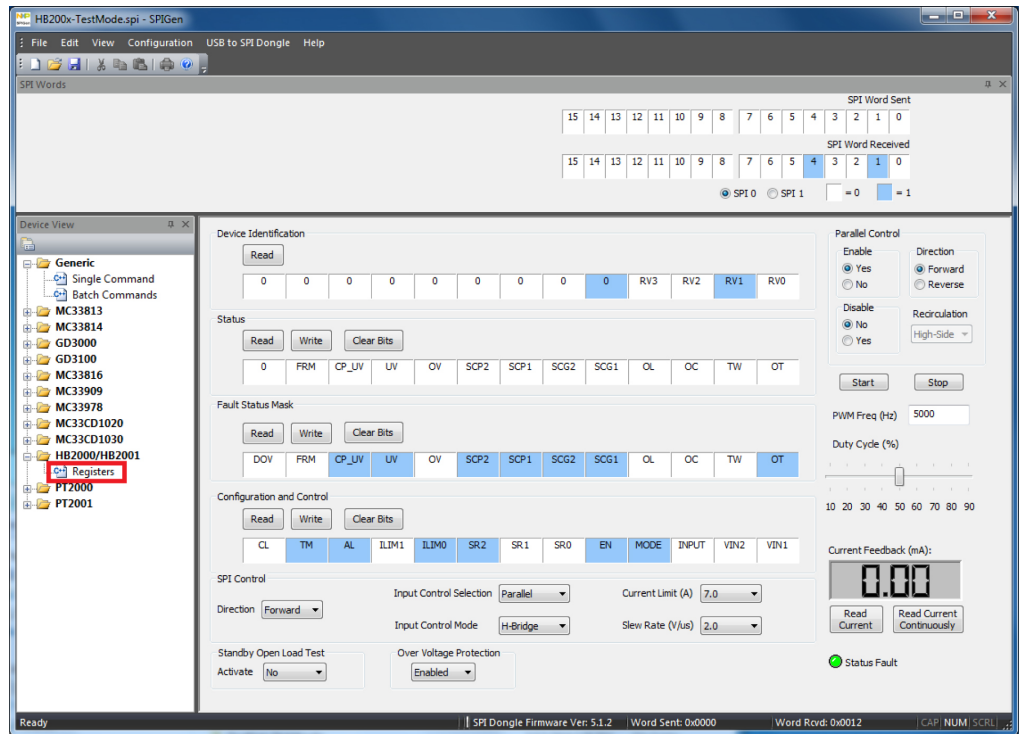 HB200x-TestMode.spi - SPIGen
File Edit View Configuration USB to SPI Dongle Help
SPI Words
SPI Word Sent
15 14 13 12 11 10 9 8 7 6 5 4 3 2 1 0
SPI Word Received
15 14 13 12 11 10 9 8 7 6 5 4 3 2 1 0
SPI 0 SPI 1 = 0 = 1
Device View
Generic
Single Command
Batch Commands
MC33813
MC33814
GD3000
GD3100
MC33816
MC33909
MC33978
MC33CD1020
MC33CD1030
HB2000/HB2001
Registers
PT2000
PT2001
Device Identification
Read
0 0 0 0 0 0 0 0 0 RV3 RV2 RV1 RV0
Status
Read Write Clear Bits
0 FRM CP_UV UV OV SCP2 SCP1 SCG2 SCG1 OL OC TW OT
Fault Status Mask
Read Write Clear Bits
DOV FRM CP_UV UV OV SCP2 SCP1 SCG2 SCG1 OL OC TW OT
Configuration and Control
Read Write Clear Bits
CL TM AL ILIM1 ILIM0 SR2 SR1 SR0 EN MODE INPUT VIN2 VIN1
SPI Control
Direction Forward
Input Control Selection Parallel
Current Limit (A) 7.0
Input Control Mode H-Bridge
Slew Rate (V/us) 2.0
Standby Open Load Test
Activate No
Over Voltage Protection
Enabled
Parallel Control
Enable
Yes
No
Direction
Forward
Reverse
Disable
No
Yes
Recirculation
High-Side
Start Stop
PWM Freq (Hz) 5000
Duty Cycle (%)
10 20 30 40 50 60 70 80 90
Current Feedback (mA):
0.00
Read Current
Read Current Continuously
Status Fault
Ready
SPI Dongle Firmware Ver: 5.1.2 Word Sent: 0x0000 Word Rcvd: 0x0012 CAP NUM SCRL